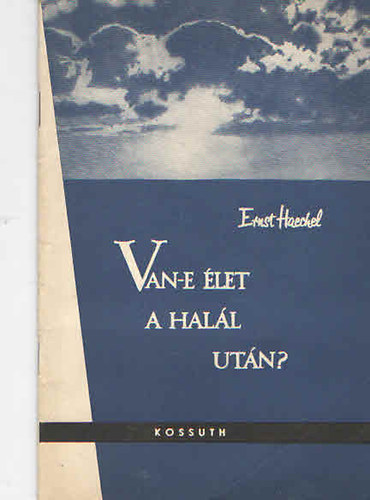 Ernst Haeckel
VAN-E ÉLET
A HALÁL
UTÁN?
KOSSUTH